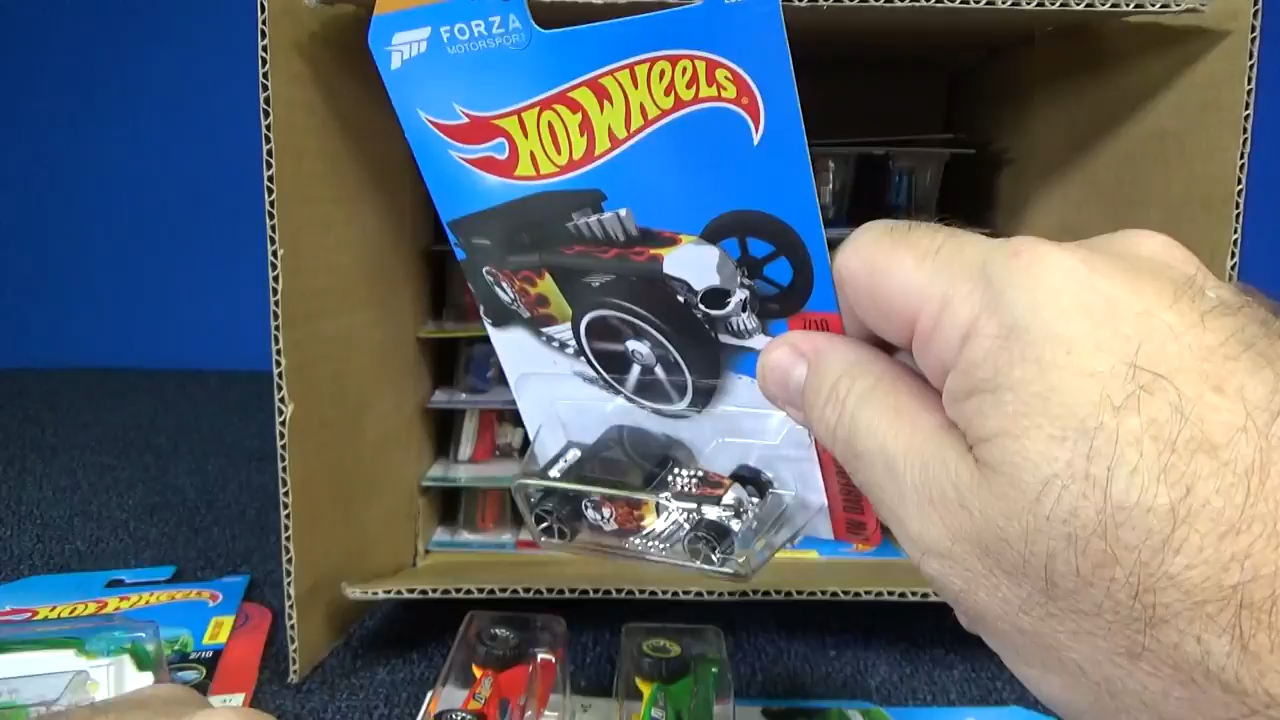 FORZA
MOTORSPORT
HOT WHEELS
7/10
HOT WHEELS
2/10